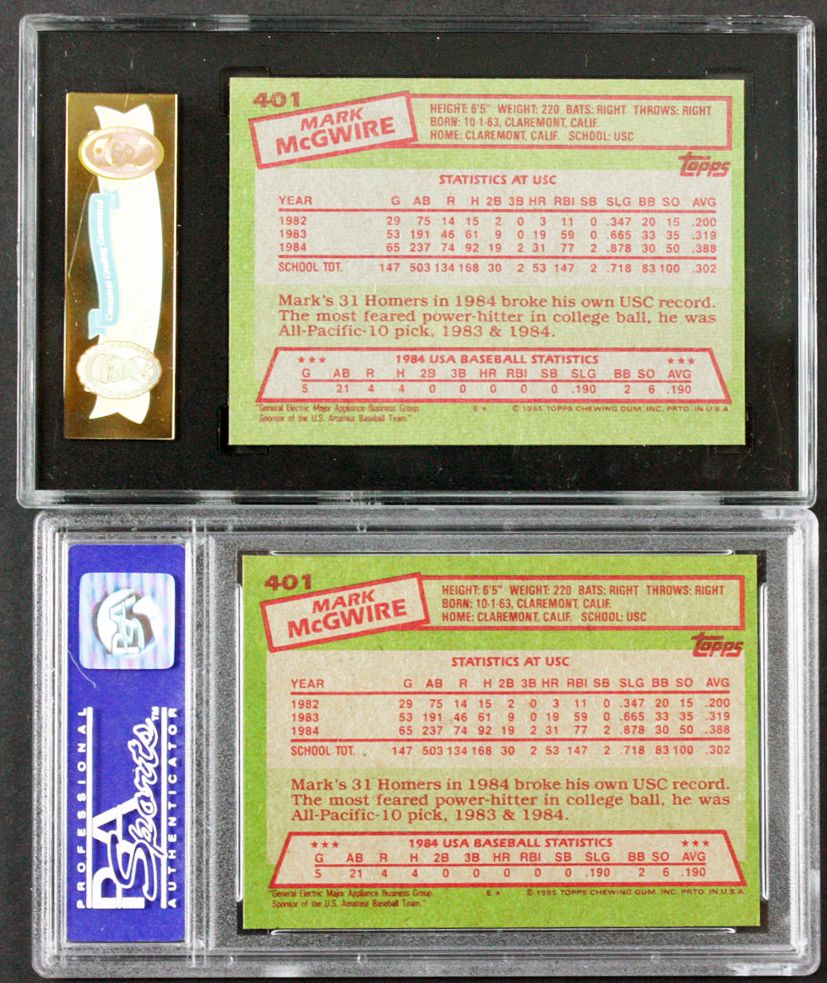 401
MARK
McGWIRE
HEIGHT: 6'5" WEIGHT: 220 BATS: RIGHT THROWS: RIGHT
BORN: 10-1-63, CLAREMONT, CALIF.
HOME: CLAREMONT, CALIF. SCHOOL: USC
topps
STATISTICS AT USC
YEAR G AB R H 2B 3B HR RBI SB SLG BB SO AVG
1982 29 75 14 15 2 0 3 11 0 .347 20 15 .200
1983 53 191 46 61 9 0 19 59 0 .665 33 35 .319
1984 65 237 74 92 19 2 31 77 2 .878 30 50 .388
SCHOOL TOT. 147 503 134 168 30 2 53 147 2 .718 83 100 .302
Mark's 31 Homers in 1984 broke his own USC record.
The most feared power-hitter in college ball, he was
All-Pacific-10 pick, 1983 & 1984.
★★★ 1984 USA BASEBALL STATISTICS ★★★
G AB R H 2B 3B HR RBI SB SLG BB SO AVG
5 21 4 4 0 0 0 0 0 .190 2 6 .190
"General Electric Major Appliance Business Group. E★ © 1985 TOPPS CHEWING GUM, INC. PRTD. IN U.S.A.
Sponsor of the U.S. Amateur Baseball Team."
Consistent Grading Guaranteed
401
MARK
McGWIRE
HEIGHT: 6'5" WEIGHT: 220 BATS: RIGHT THROWS: RIGHT
BORN: 10-1-63, CLAREMONT, CALIF.
HOME: CLAREMONT, CALIF. SCHOOL: USC
topps
STATISTICS AT USC
YEAR G AB R H 2B 3B HR RBI SB SLG BB SO AVG
1982 29 75 14 15 2 0 3 11 0 .347 20 15 .200
1983 53 191 46 61 9 0 19 59 0 .665 33 35 .319
1984 65 237 74 92 19 2 31 77 2 .878 30 50 .388
SCHOOL TOT. 147 503 134 168 30 2 53 147 2 .718 83 100 .302
Mark's 31 Homers in 1984 broke his own USC record.
The most feared power-hitter in college ball, he was
All-Pacific-10 pick, 1983 & 1984.
★★★ 1984 USA BASEBALL STATISTICS ★★★
G AB R H 2B 3B HR RBI SB SLG BB SO AVG
5 21 4 4 0 0 0 0 0 .190 2 6 .190
"General Electric Major Appliance Business Group. E★ © 1985 TOPPS CHEWING GUM, INC. PRTD. IN U.S.A.
Sponsor of the U.S. Amateur Baseball Team."
PSA
PROFESSIONAL
PSA
Sports™
AUTHENTICATOR